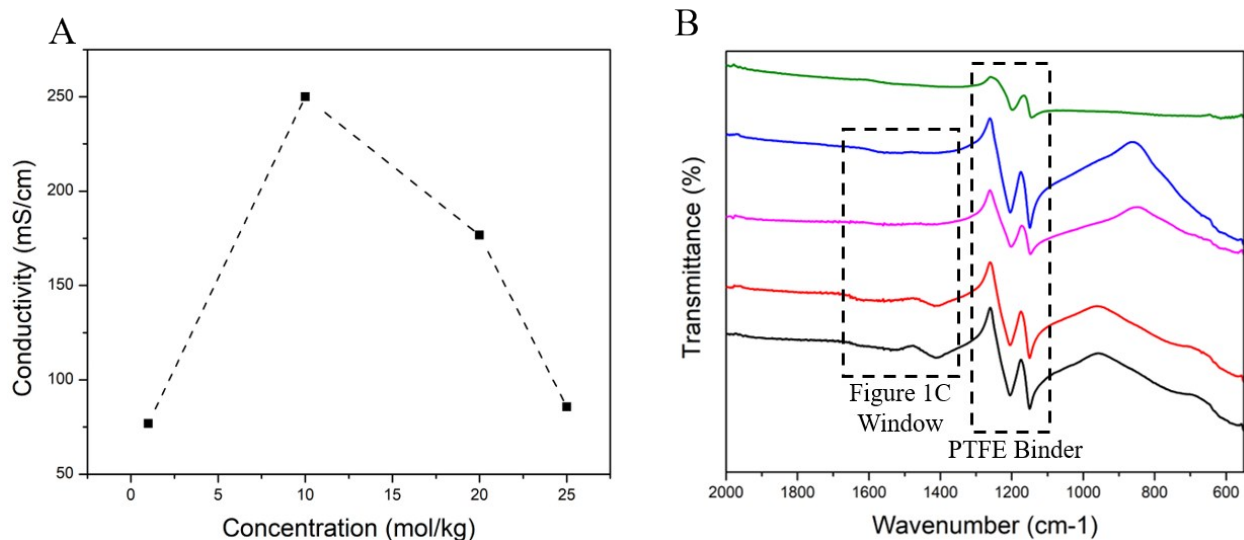 A
Conductivity (mS/cm)
250
200
150
100
50
0
5
10
15
20
25
Concentration (mol/kg)
B
Transmittance (%)
Figure 1C
Window
PTFE Binder
2000
1800
1600
1400
1200
1000
800
600
Wavenumber (cm-1)